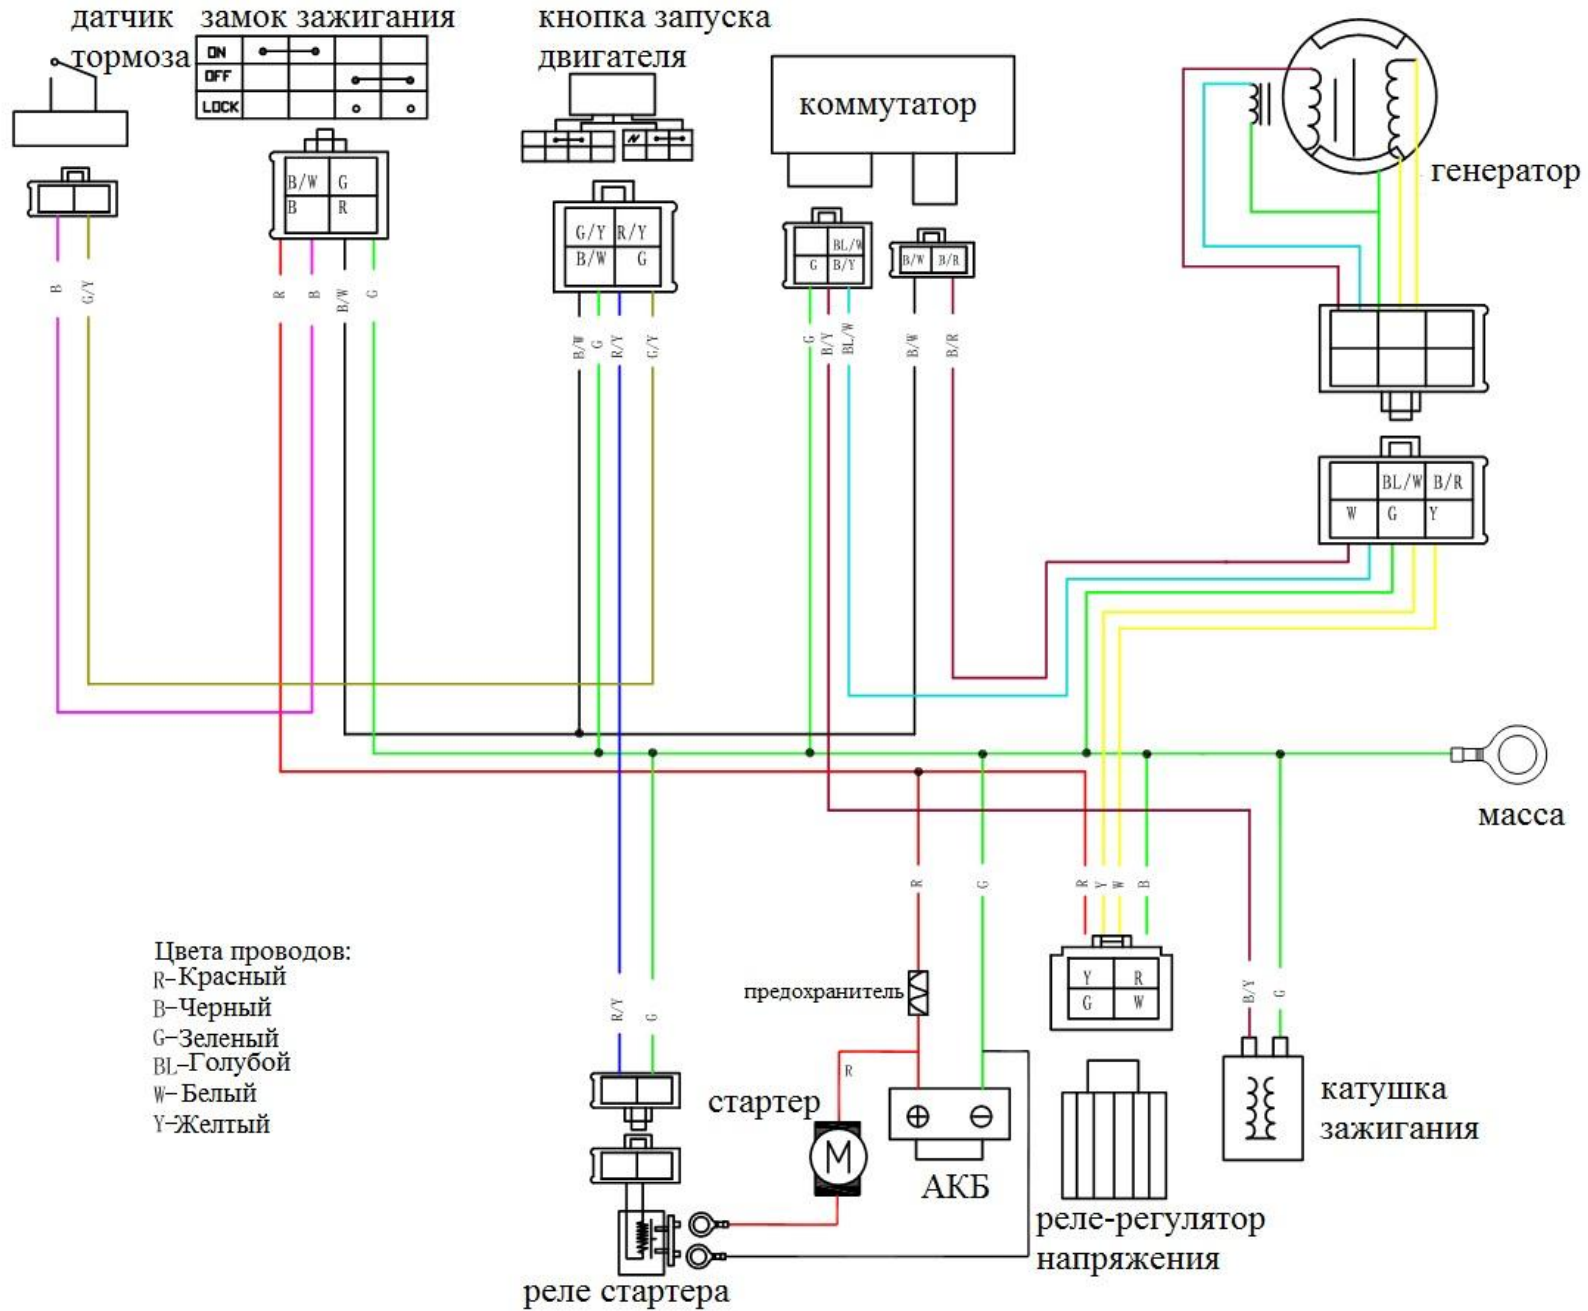 датчик
тормоза
замок зажигания
ON
OFF
LOCK
кнопка запуска
двигателя
коммутатор
генератор
B/W G
B R
G/Y R/Y
B/W G
BL/W
G B/Y
B/W B/R
B
G/Y
R
B
B/W
G
B/W
G
R/Y
G/Y
G
B/Y
BL/W
B/W
B/R
BL/W B/R
W G Y
масса
R
G
R
Y
W
B
Цвета проводов:
R-Красный
B-Черный
G-Зеленый
BL-Голубой
W-Белый
Y-Желтый
предохранитель
Y R
G W
R/Y
G
B/Y
G
R
стартер
M
АКБ
катушка
зажигания
реле-регулятор
напряжения
реле стартера